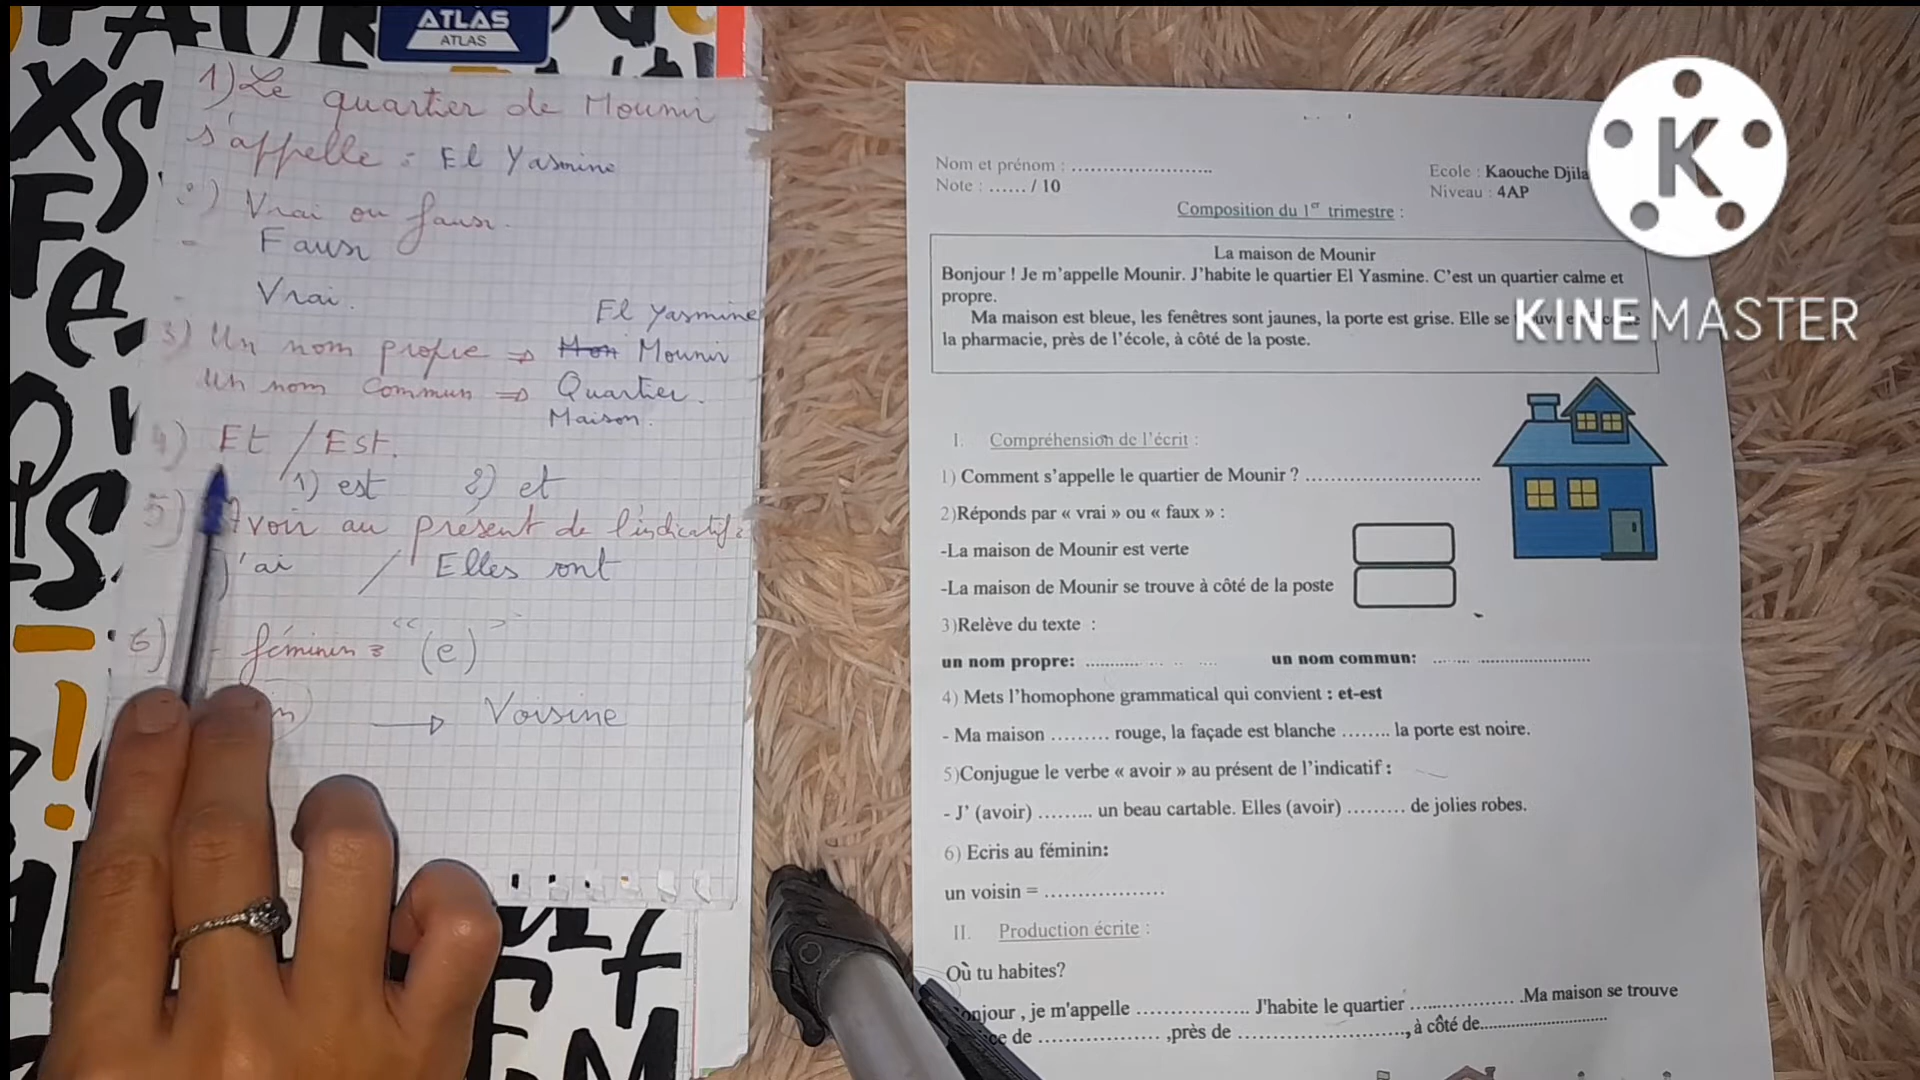 ATLAS
ATLAS
1) Le quartier de Mounir
s'appelle : El Yasmine
2) Vrai ou faux.
- Faux
- Vrai.
El Yasmine
3) Un nom propre ⇒ Mon Mounir
Un nom commun ⇒ Quartier.
Maison.
4) Et / Est.
1) est 2) et
5) Avoir au présent de l'indicatif :
J'ai / Elles ont
6) - féminin : «(e)»
→ Voisine
Nom et prénom : ........................
Note : ...... / 10
Ecole : Kaouche Djila
Niveau : 4AP
Composition du 1er trimestre :
La maison de Mounir
Bonjour ! Je m'appelle Mounir. J'habite le quartier El Yasmine. C'est un quartier calme et
propre.
Ma maison est bleue, les fenêtres sont jaunes, la porte est grise. Elle se
la pharmacie, près de l'école, à côté de la poste.
K
KINEMASTER
I. Compréhension de l'écrit :
1) Comment s'appelle le quartier de Mounir ? ..............................
2)Réponds par « vrai » ou « faux » :
-La maison de Mounir est verte
-La maison de Mounir se trouve à côté de la poste
3)Relève du texte :
un nom propre: ...................... un nom commun: ..........................
4) Mets l'homophone grammatical qui convient : et-est
- Ma maison ......... rouge, la façade est blanche ........ la porte est noire.
5)Conjugue le verbe « avoir » au présent de l'indicatif :
- J' (avoir) ......... un beau cartable. Elles (avoir) ......... de jolies robes.
6) Ecris au féminin:
un voisin = ...................
II. Production écrite :
Où tu habites?
onjour , je m'appelle .................. J'habite le quartier ................. .Ma maison se trouve
ce de .................. ,près de ........................., à côté de....................